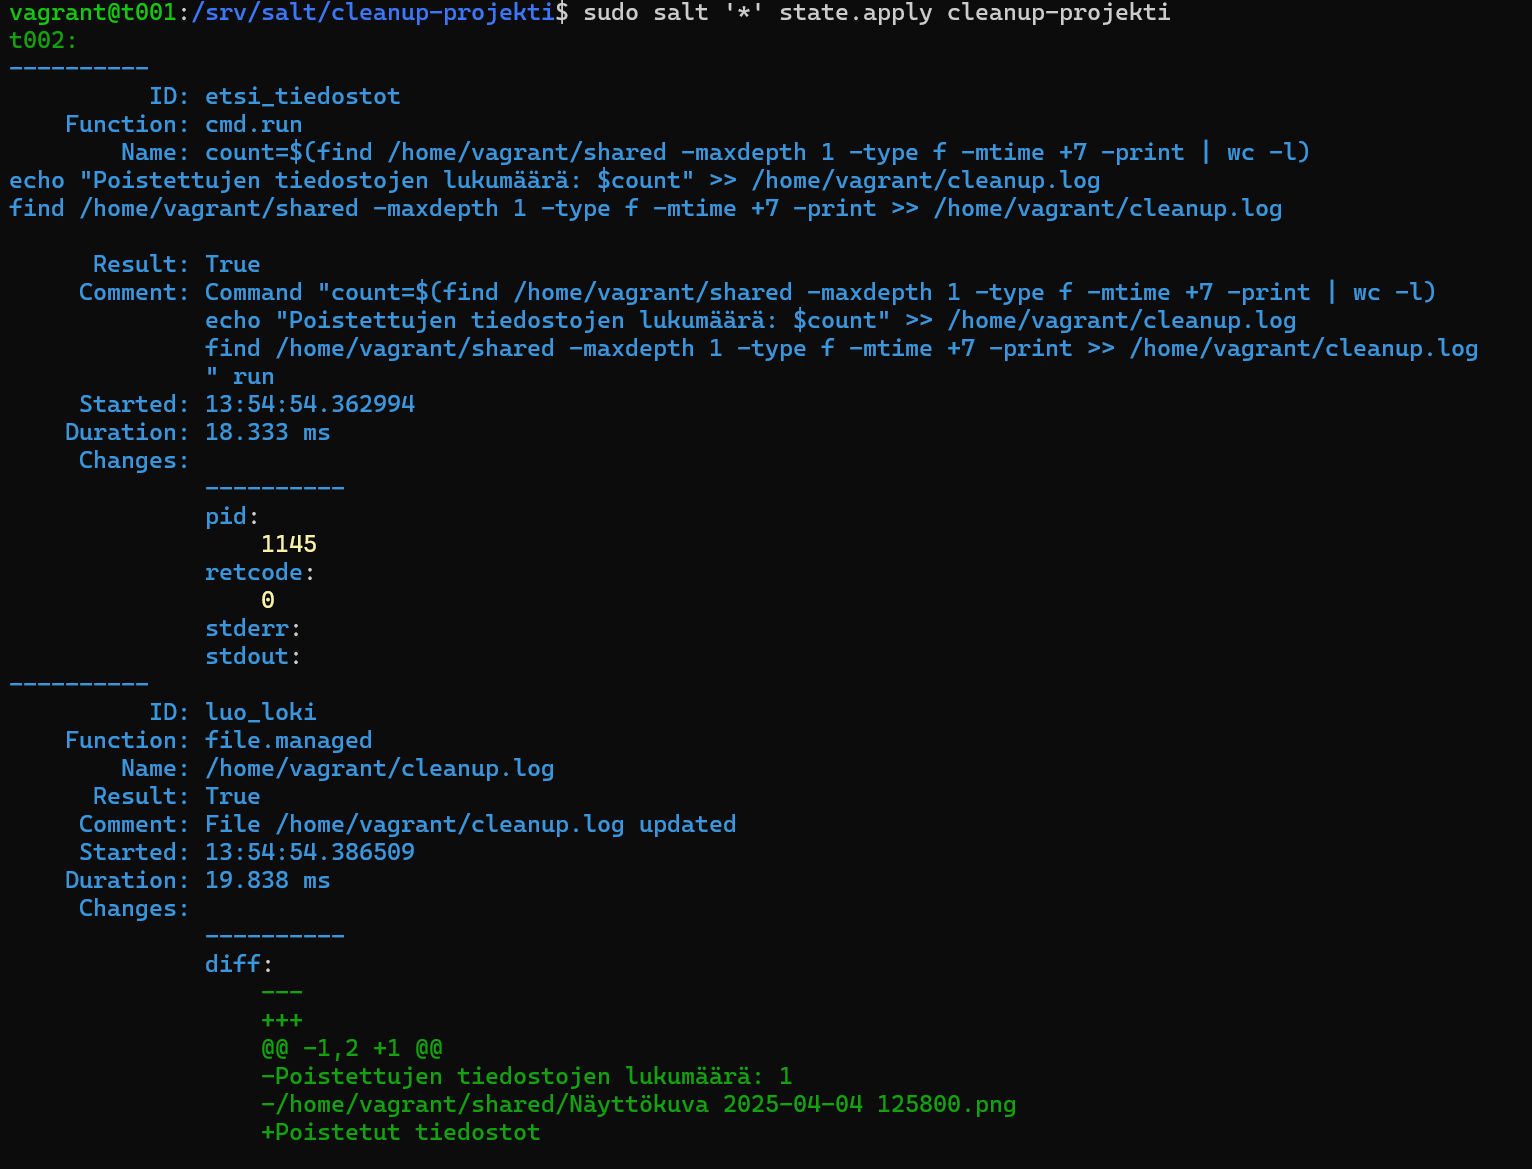 vagrant@t001:/srv/salt/cleanup-projekti$ sudo salt '*' state.apply cleanup-projekti
t002:
----------
          ID: etsi_tiedostot
    Function: cmd.run
        Name: count=$(find /home/vagrant/shared -maxdepth 1 -type f -mtime +7 -print | wc -l)
echo "Poistettujen tiedostojen lukumäärä: $count" >> /home/vagrant/cleanup.log
find /home/vagrant/shared -maxdepth 1 -type f -mtime +7 -print >> /home/vagrant/cleanup.log

      Result: True
     Comment: Command "count=$(find /home/vagrant/shared -maxdepth 1 -type f -mtime +7 -print | wc -l)
              echo "Poistettujen tiedostojen lukumäärä: $count" >> /home/vagrant/cleanup.log
              find /home/vagrant/shared -maxdepth 1 -type f -mtime +7 -print >> /home/vagrant/cleanup.log
              " run
     Started: 13:54:54.362994
    Duration: 18.333 ms
     Changes:
              ----------
              pid:
                  1145
              retcode:
                  0
              stderr:
              stdout:
----------
          ID: luo_loki
    Function: file.managed
        Name: /home/vagrant/cleanup.log
      Result: True
     Comment: File /home/vagrant/cleanup.log updated
     Started: 13:54:54.386509
    Duration: 19.838 ms
     Changes:
              ----------
              diff:
                  ---
                  +++
                  @@ -1,2 +1 @@
                  -Poistettujen tiedostojen lukumäärä: 1
                  -/home/vagrant/shared/Näyttökuva 2025-04-04 125800.png
                  +Poistetut tiedostot